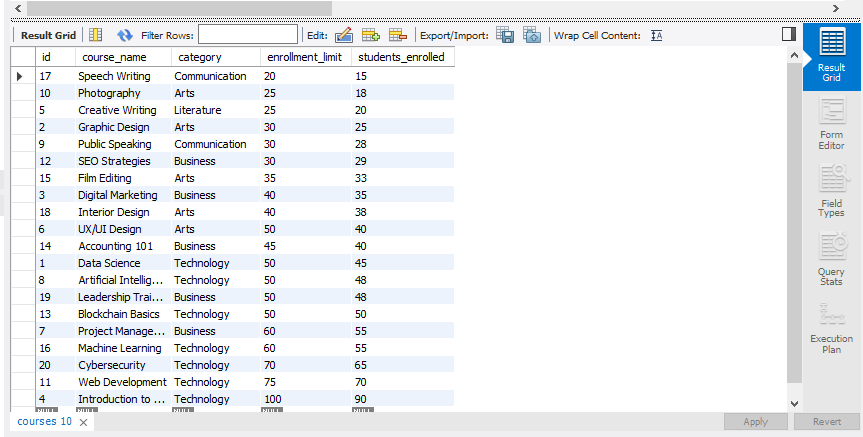 Result Grid Filter Rows: Edit: Export/Import: Wrap Cell Content:
id course_name category enrollment_limit students_enrolled
17 Speech Writing Communication 20 15
10 Photography Arts 25 18
5 Creative Writing Literature 25 20
2 Graphic Design Arts 30 25
9 Public Speaking Communication 30 28
12 SEO Strategies Business 30 29
15 Film Editing Arts 35 33
3 Digital Marketing Business 40 35
18 Interior Design Arts 40 38
6 UX/UI Design Arts 50 40
14 Accounting 101 Business 45 40
1 Data Science Technology 50 45
8 Artificial Intellig... Technology 50 48
19 Leadership Trai... Business 50 48
13 Blockchain Basics Technology 50 50
7 Project Manage... Business 60 55
16 Machine Learning Technology 60 55
20 Cybersecurity Technology 70 65
11 Web Development Technology 75 70
4 Introduction to ... Technology 100 90
NULL NULL NULL NULL NULL
Result
Grid
Form
Editor
Field
Types
Query
Stats
Execution
Plan
courses 10
Apply Revert